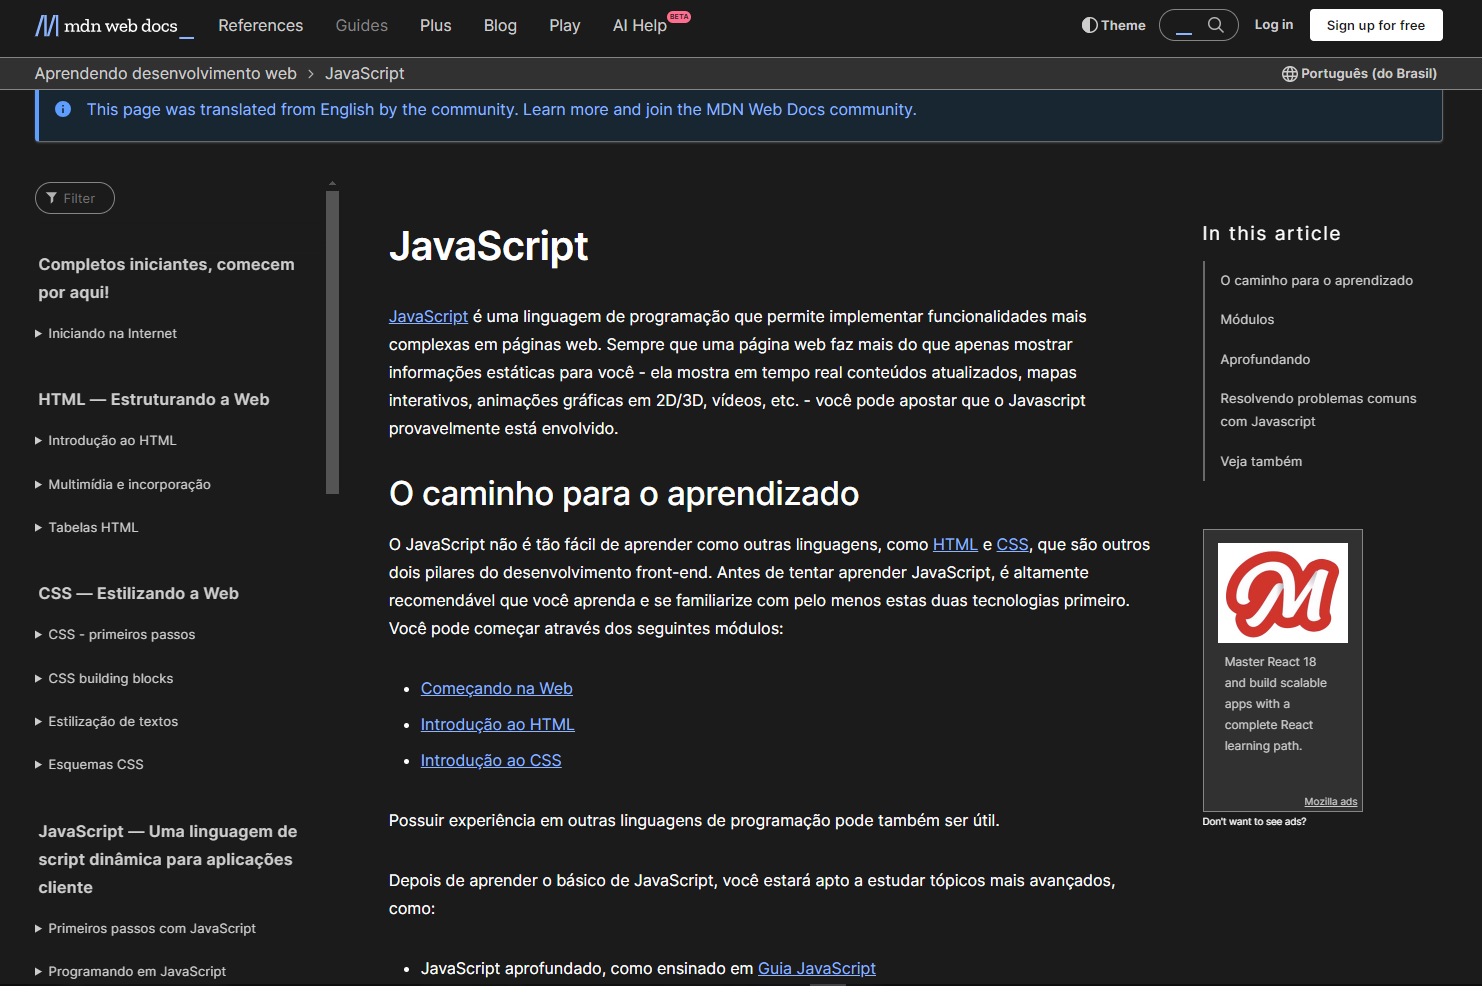 mdn web docs_
References
Guides
Plus
Blog
Play
AI Help
BETA
Theme
Log in
Sign up for free
Aprendendo desenvolvimento web
JavaScript
Português (do Brasil)
This page was translated from English by the community. Learn more and join the MDN Web Docs community.
Filter
Completos iniciantes, comecem
por aqui!
Iniciando na Internet
HTML — Estruturando a Web
Introdução ao HTML
Multimídia e incorporação
Tabelas HTML
CSS — Estilizando a Web
CSS - primeiros passos
CSS building blocks
Estilização de textos
Esquemas CSS
JavaScript — Uma linguagem de
script dinâmica para aplicações
cliente
Primeiros passos com JavaScript
Programando em JavaScript
JavaScript
JavaScript é uma linguagem de programação que permite implementar funcionalidades mais
complexas em páginas web. Sempre que uma página web faz mais do que apenas mostrar
informações estáticas para você - ela mostra em tempo real conteúdos atualizados, mapas
interativos, animações gráficas em 2D/3D, vídeos, etc. - você pode apostar que o Javascript
provavelmente está envolvido.
O caminho para o aprendizado
O JavaScript não é tão fácil de aprender como outras linguagens, como HTML e CSS, que são outros
dois pilares do desenvolvimento front-end. Antes de tentar aprender JavaScript, é altamente
recomendável que você aprenda e se familiarize com pelo menos estas duas tecnologias primeiro.
Você pode começar através dos seguintes módulos:
Começando na Web
Introdução ao HTML
Introdução ao CSS
Possuir experiência em outras linguagens de programação pode também ser útil.
Depois de aprender o básico de JavaScript, você estará apto a estudar tópicos mais avançados,
como:
JavaScript aprofundado, como ensinado em Guia JavaScript
In this article
O caminho para o aprendizado
Módulos
Aprofundando
Resolvendo problemas comuns
com Javascript
Veja também
M
Master React 18
and build scalable
apps with a
complete React
learning path.
Mozilla ads
Don't want to see ads?